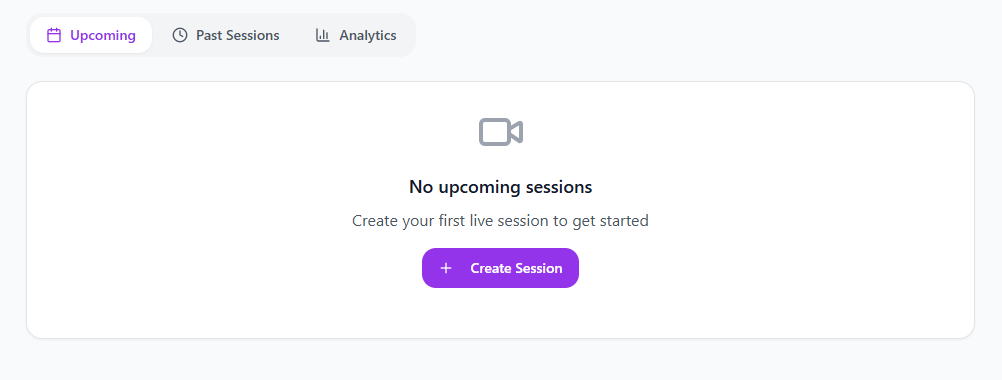 Upcoming Past Sessions Analytics
No upcoming sessions
Create your first live session to get started
Create Session